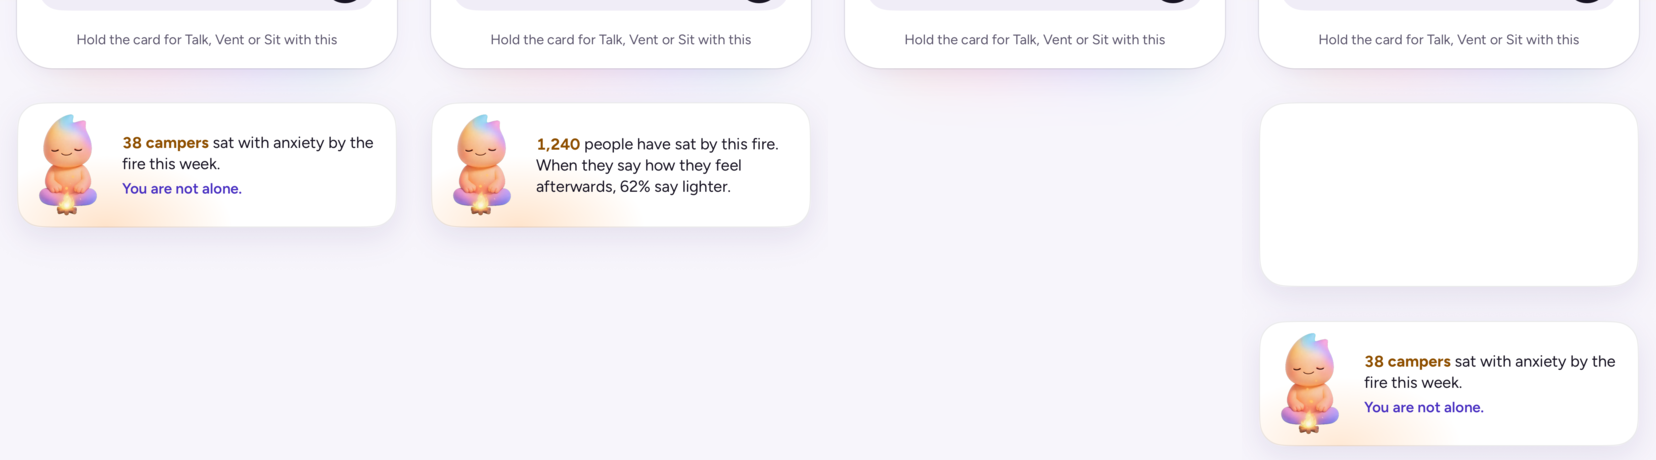 Hold the card for Talk, Vent or Sit with this
Hold the card for Talk, Vent or Sit with this
Hold the card for Talk, Vent or Sit with this
Hold the card for Talk, Vent or Sit with this
38 campers sat with anxiety by the
fire this week.
You are not alone.
1,240 people have sat by this fire.
When they say how they feel
afterwards, 62% say lighter.
38 campers sat with anxiety by the
fire this week.
You are not alone.